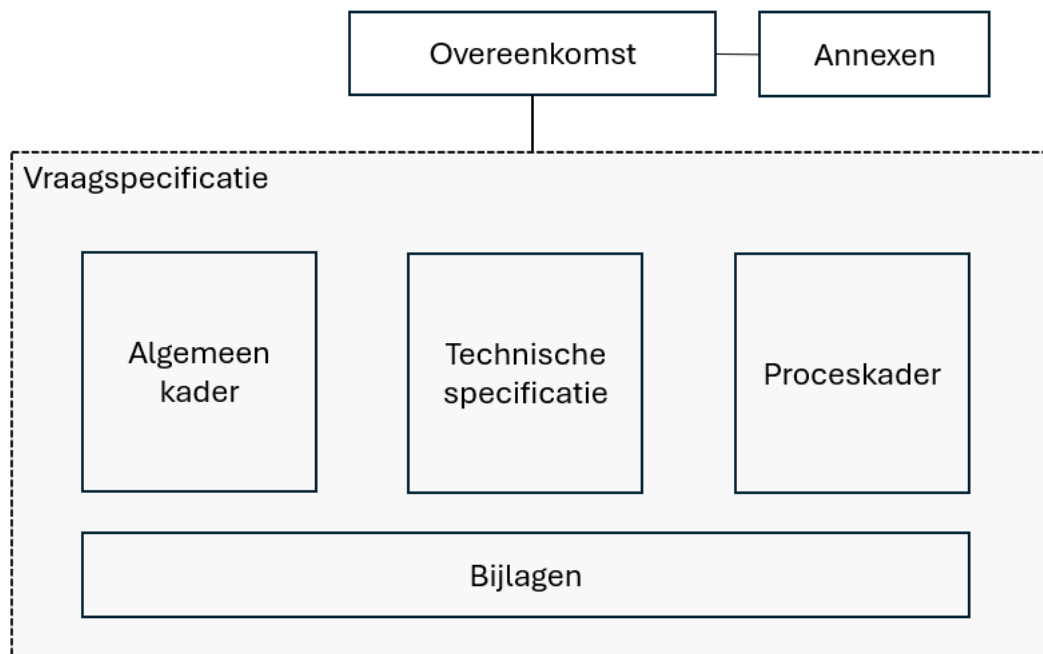 Overeenkomst
Annexen
Vraagspecificatie
Algemeen
kader
Technische
specificatie
Proceskader
Bijlagen